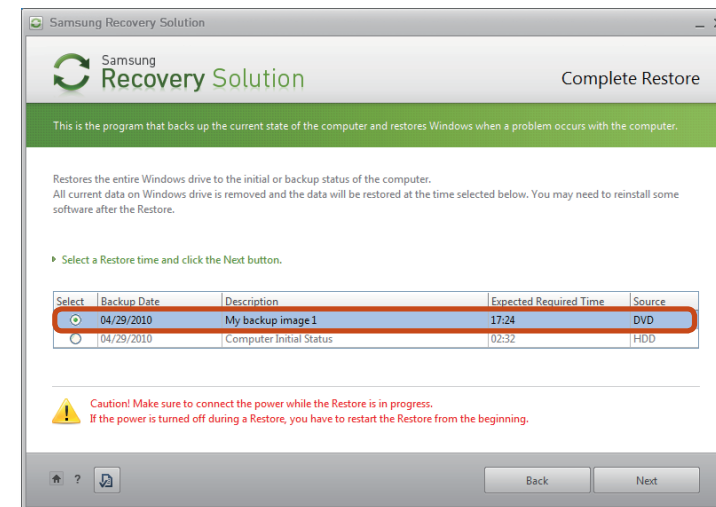 Samsung Recovery Solution
Samsung
Recovery Solution
Complete Restore
This is the program that backs up the current state of the computer and restores Windows when a problem occurs with the computer.
Restores the entire Windows drive to the initial or backup status of the computer.
All current data on Windows drive is removed and the data will be restored at the time selected below. You may need to reinstall some
software after the Restore.
Select a Restore time and click the Next button.
Select Backup Date Description Expected Required Time Source
04/29/2010 My backup image 1 17:24 DVD
04/29/2010 Computer Initial Status 02:32 HDD
Caution! Make sure to connect the power while the Restore is in progress.
If the power is turned off during a Restore, you have to restart the Restore from the beginning.
? Back Next